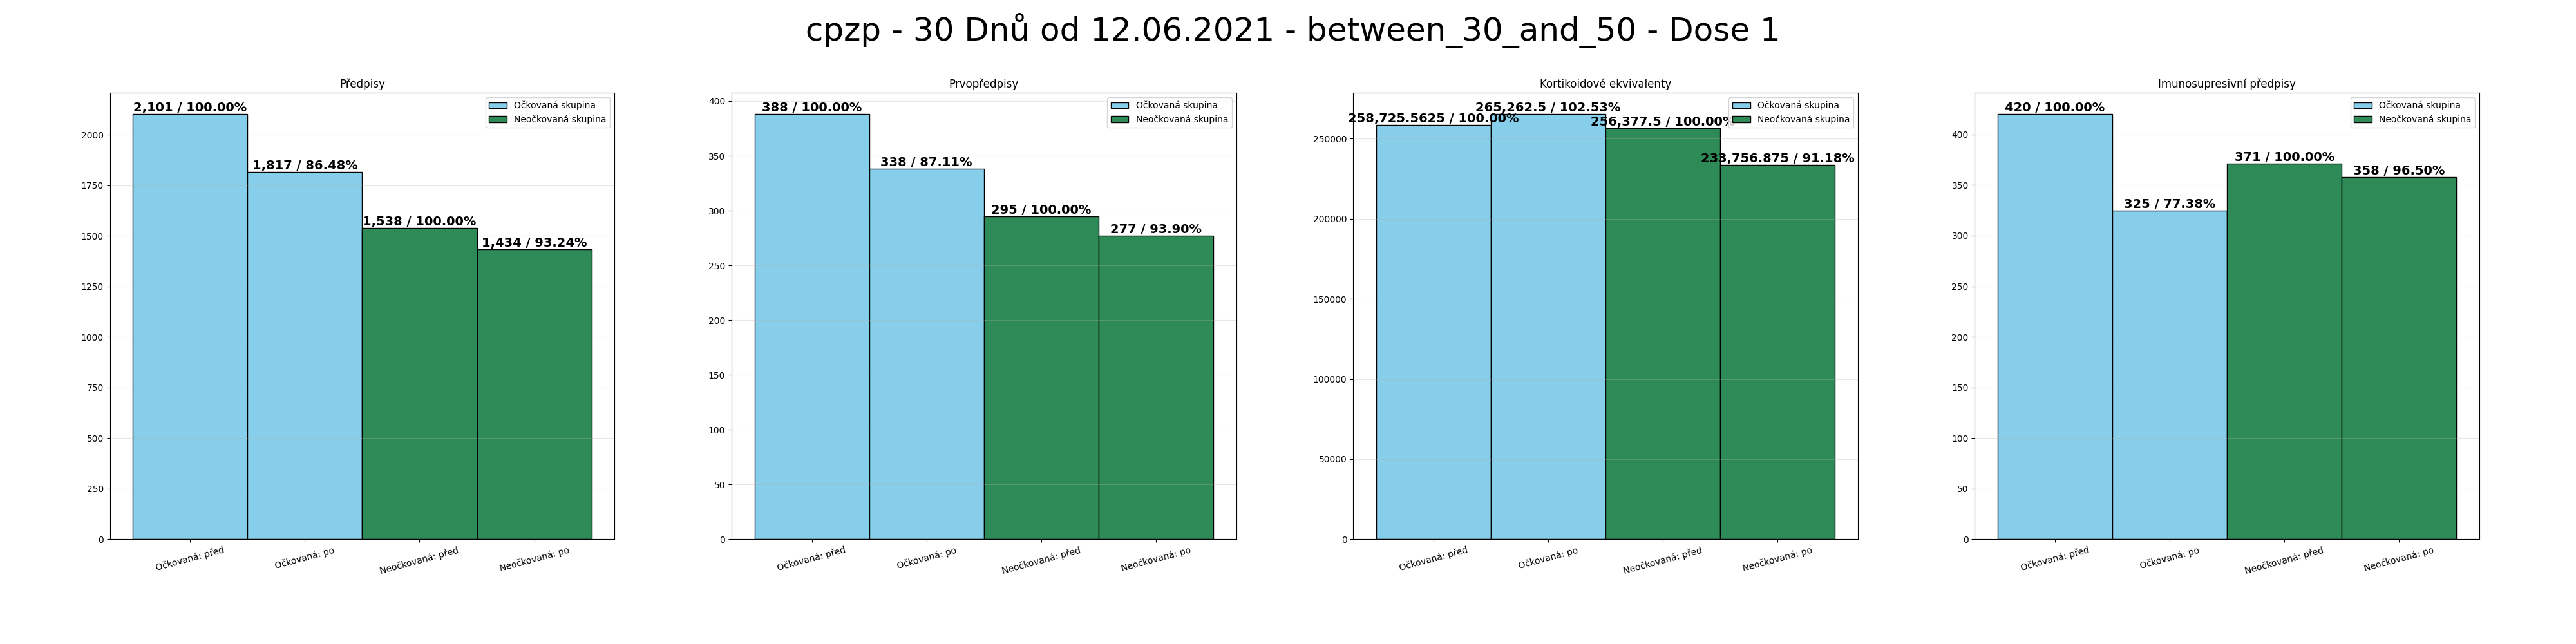 cpzp - 30 Dnů od 12.06.2021 - between_30_and_50 - Dose 1
Předpisy
2,101 / 100.00%
1,817 / 86.48%
1,538 / 100.00%
1,434 / 93.24%
Očkovaná skupina
Neočkovaná skupina
2000
1750
1500
1250
1000
750
500
250
0
Očkovaná: před
Očkovaná: po
Neočkovaná: před
Neočkovaná: po
Prvopředpisy
388 / 100.00%
338 / 87.11%
295 / 100.00%
277 / 93.90%
Očkovaná skupina
Neočkovaná skupina
400
350
300
250
200
150
100
50
0
Očkovaná: před
Očkovaná: po
Neočkovaná: před
Neočkovaná: po
Kortikoidové ekvivalenty
258,725.5625 / 100.00%
265,262.5 / 102.53%
256,377.5 / 100.00%
233,756.875 / 91.18%
Očkovaná skupina
Neočkovaná skupina
250000
200000
150000
100000
50000
0
Očkovaná: před
Očkovaná: po
Neočkovaná: před
Neočkovaná: po
Imunosupresivní předpisy
420 / 100.00%
325 / 77.38%
371 / 100.00%
358 / 96.50%
Očkovaná skupina
Neočkovaná skupina
400
350
300
250
200
150
100
50
0
Očkovaná: před
Očkovaná: po
Neočkovaná: před
Neočkovaná: po